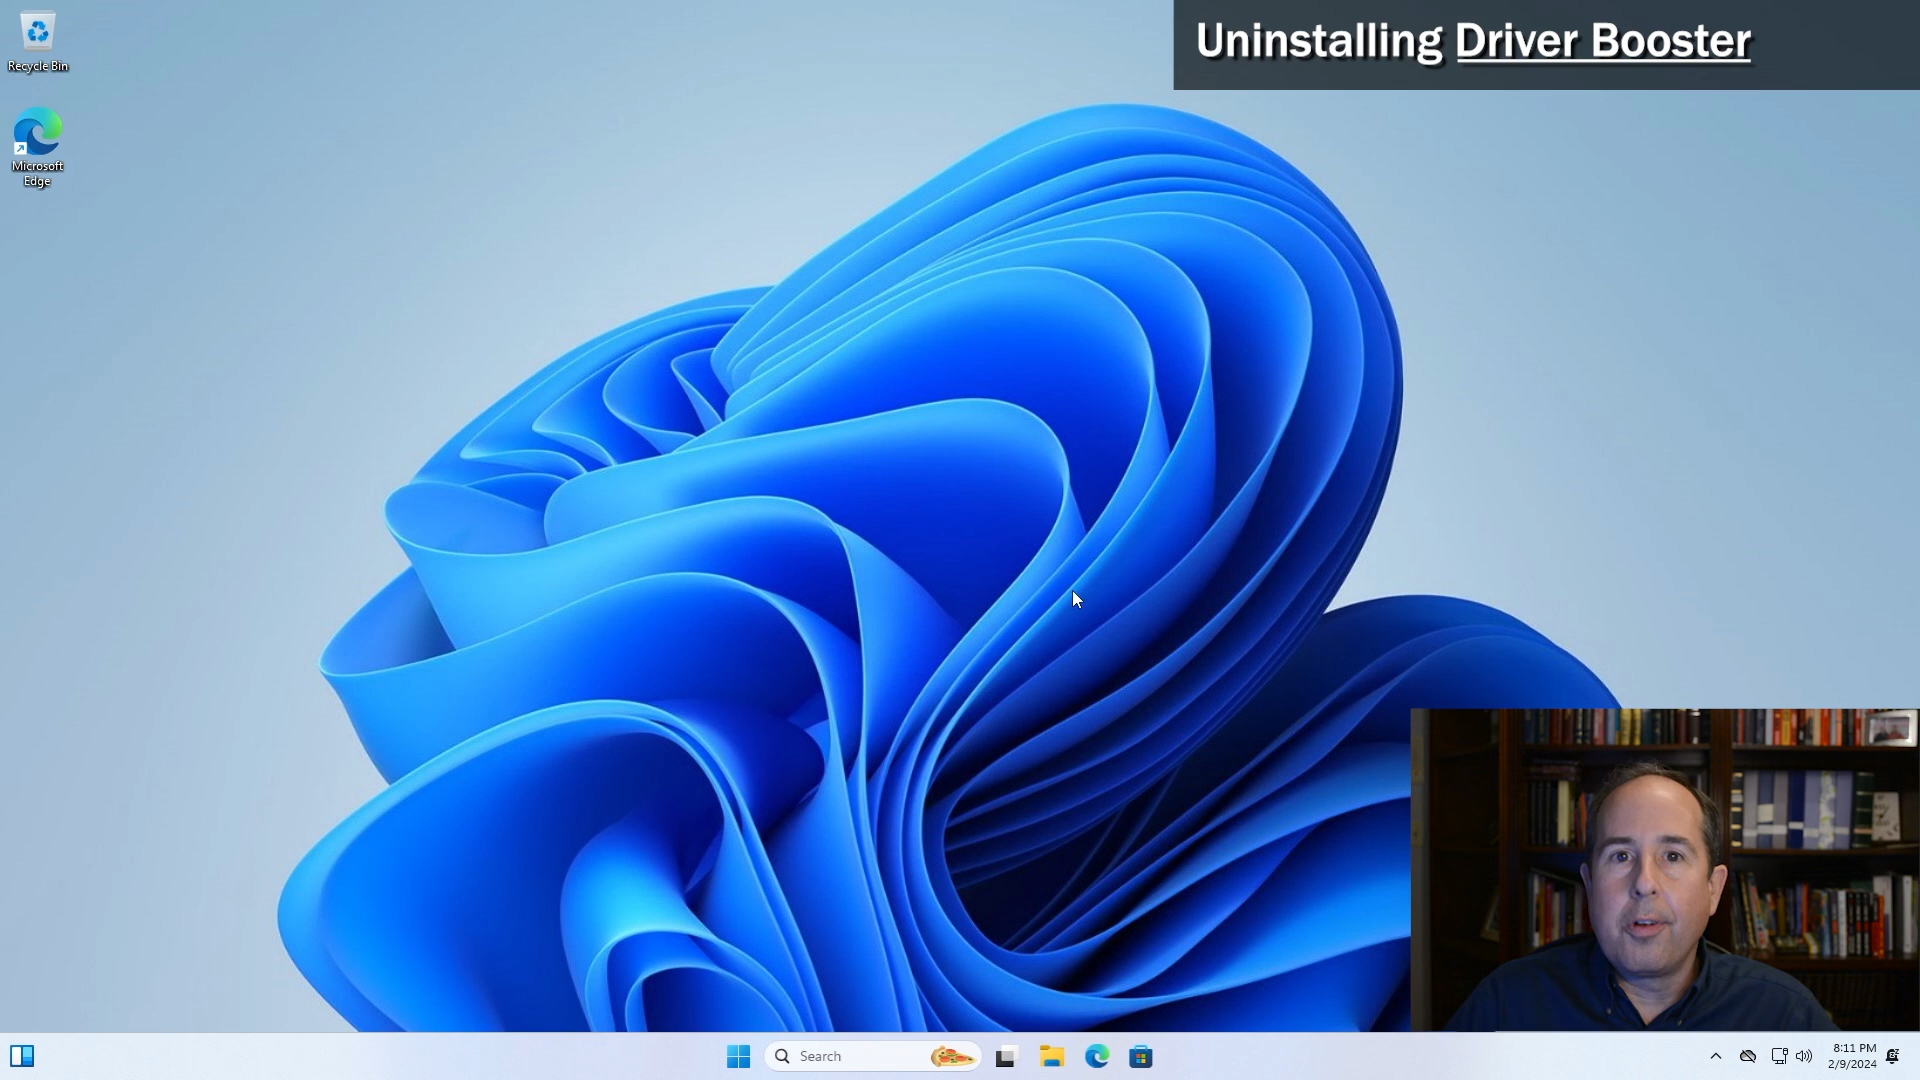 Uninstalling Driver Booster
Recycle Bin
Microsoft
Edge
Search
8:11 PM
2/9/2024